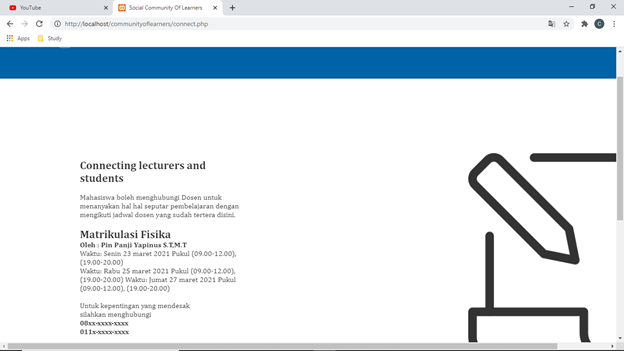 YouTube
Social Community Of Learners
http://localhost/communityoflearners/connect.php
C
Apps
Study
Connecting lecturers and
students
Mahasiswa boleh menghubungi Dosen untuk
menanyakan hal hal seputar pembelajaran dengan
mengikuti jadwal dosen yang sudah tertera disini.
Matrikulasi Fisika
Oleh : Pin Panji Yapinus S.T,M.T
Waktu: Senin 23 maret 2021 Pukul (09.00-12.00),
(19.00-20.00)
Waktu: Rabu 25 maret 2021 Pukul (09.00-12.00),
(19.00-20.00) Waktu: Jumat 27 maret 2021 Pukul
(09.00-12.00), (19.00-20.00)
Untuk kepentingan yang mendesak
silahkan menghubungi
08xx-xxxx-xxxx
011x-xxxx-xxxx